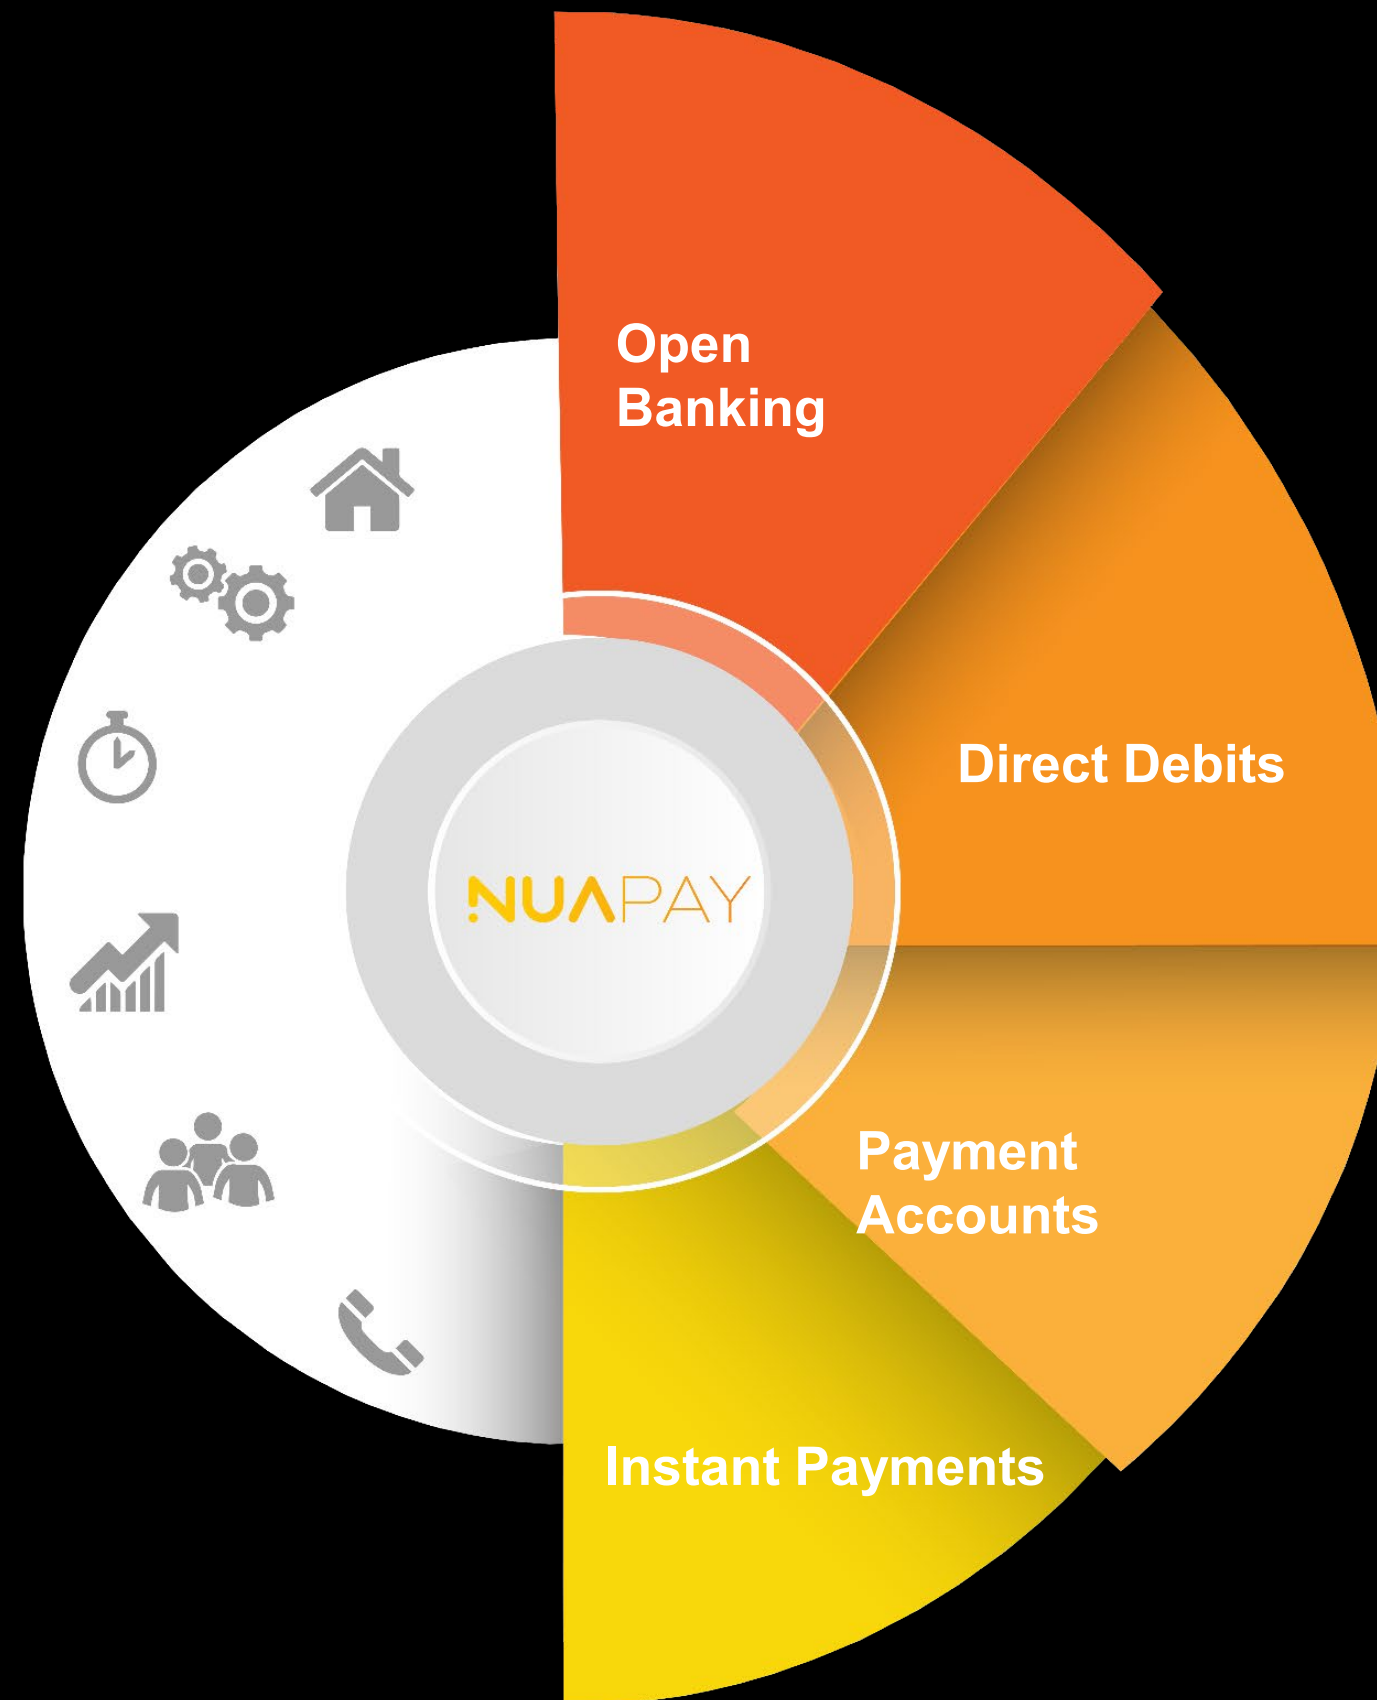 Open
Banking
Direct Debits
NUAPAY
Payment
Accounts
Instant Payments